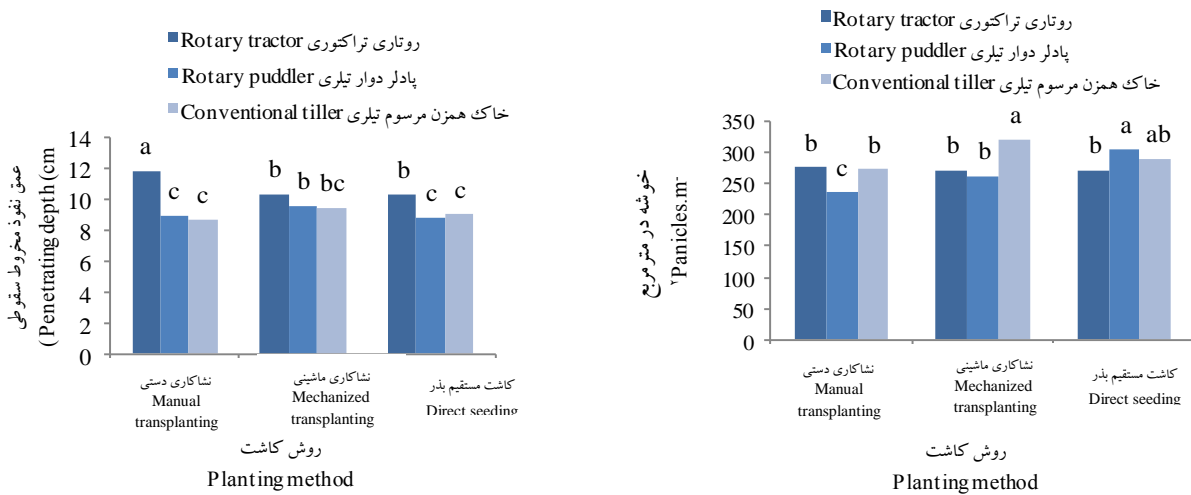 Rotary tractor روتاری تراکتوری
Rotary puddler پادلر دوار تیلری
Conventional tiller خاک همزن مرسوم تیلری
عمق نفوذ مخروط سقوطی
(Penetrating depth (cm
14
12
10
8
6
4
2
0
a
c c
b b bc
b
c c
نشاکاری دستی
Manual
transplanting
نشاکاری ماشینی
Mechanized
transplanting
کاشت مستقیم بذر
Direct seeding
روش کاشت
Planting method
Rotary tractor روتاری تراکتوری
Rotary puddler پادلر دوار تیلری
Conventional tiller خاک همزن مرسوم تیلری
خوشه در مترمربع
Panicles.m-۲
350
300
250
200
150
100
50
0
b c b
b b a
b a ab
نشاکاری دستی
Manual
transplanting
نشاکاری ماشینی
Mechanized
transplanting
کاشت مستقیم بذر
Direct seeding
روش کاشت
Planting method